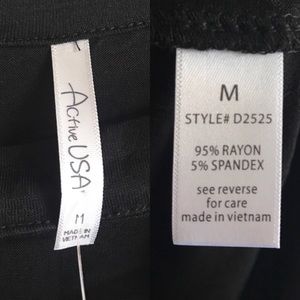 Active USA
M
MADE IN
VIETNAM
M
STYLE# D2525
95% RAYON
5% SPANDEX
see reverse
for care
made in vietnam